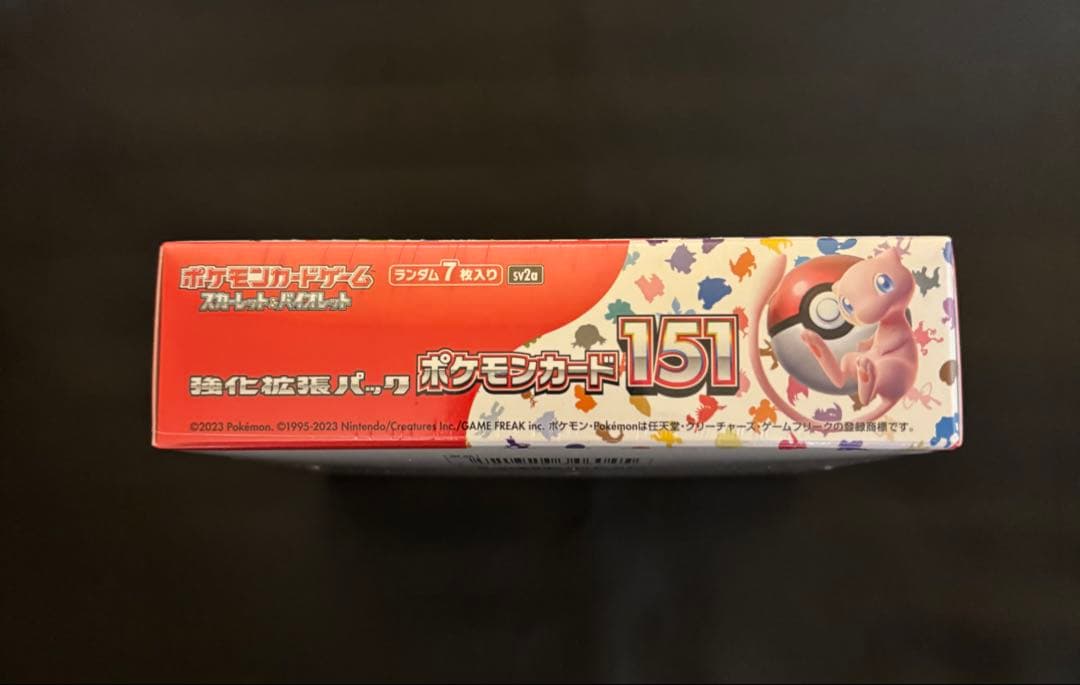 ポケモンカードゲーム
スカーレット&バイオレット
ランダム7枚入り sv2a
強化拡張パック ポケモンカード151
©2023 Pokémon. ©1995-2023 Nintendo/Creatures Inc./GAME FREAK inc. ポケモン・Pokémonは任天堂・クリーチャーズ・ゲームフリークの登録商標です。